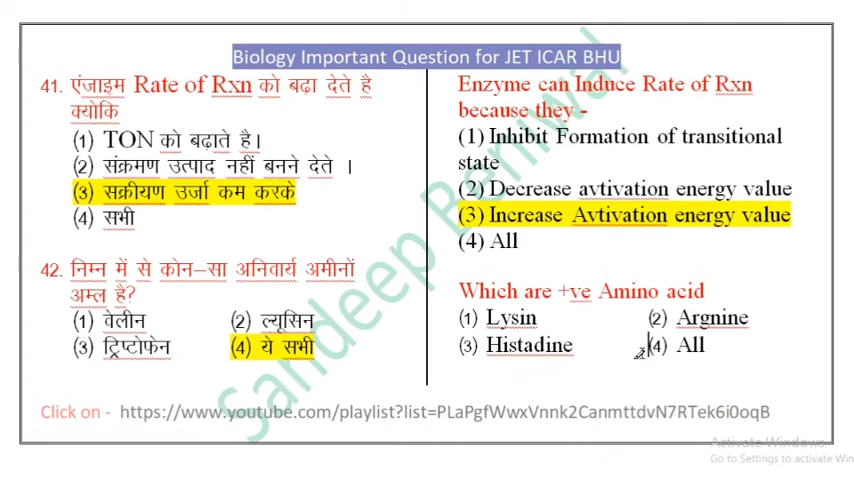 Biology Important Question for JET ICAR BHU
41. एंजाइम Rate of Rxn को बढा देते है
क्योकि
(1) TON को बढ़ाते है।
(2) संक्रमण उत्पाद नहीं बनने देते ।
(3) सक्रीयण उर्जा कम करके
(4) सभी
42. निम्न में से कोन–सा अनिवार्य अमीनों
अम्ल है?
(1) वेलीन (2) ल्यूसिन
(3) ट्रिप्टोफेन (4) ये सभी
Enzyme can Induce Rate of Rxn
because they -
(1) Inhibit Formation of transitional
state
(2) Decrease avtivation energy value
(3) Increase Avtivation energy value
(4) All
Which are +ve Amino acid
(1) Lysin (2) Argnine
(3) Histadine (4) All
Sandeep Beniwal
Click on - https://www.youtube.com/playlist?list=PLaPgfWwxVnnk2CanmttdvN7RTek6i0oqB
Activate Windows
Go to Settings to activate Win